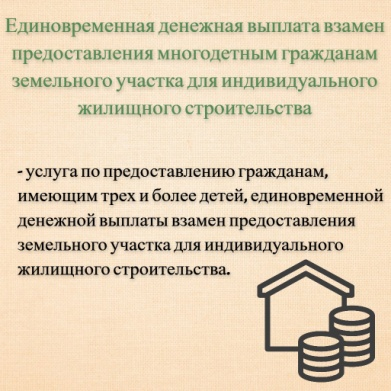 Единовременная денежная выплата взамен
предоставления многодетным гражданам
земельного участка для индивидуального
жилищного строительства
- услуга по предоставлению гражданам,
имеющим трех и более детей, единовременной
денежной выплаты взамен предоставления
земельного участка для индивидуального
жилищного строительства.